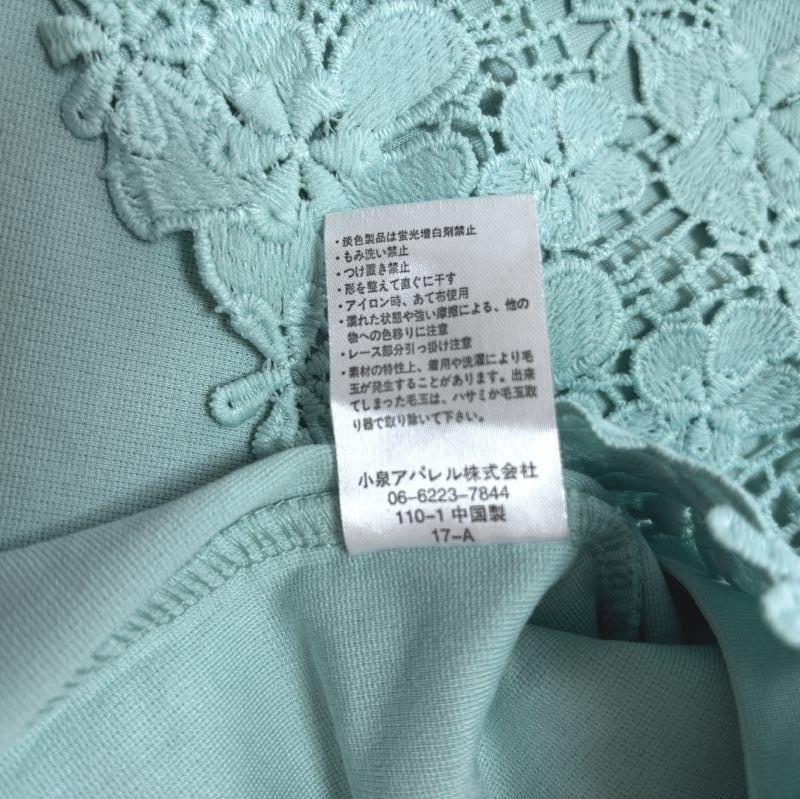 ・淡色製品は蛍光増白剤禁止
・もみ洗い禁止
・つけ置き禁止
・形を整えて直ぐに干す
・アイロン時、あて布使用
・濡れた状態や強い摩擦による、他の
物への色移りに注意
・レース部分引っ掛け注意
・素材の特性上、着用や洗濯により毛
玉が発生することがあります。出来
てしまった毛玉は、ハサミか毛玉取
り器で取り除いて下さい。
小泉アパレル株式会社
06-6223-7844
110-1 中国製
17-A